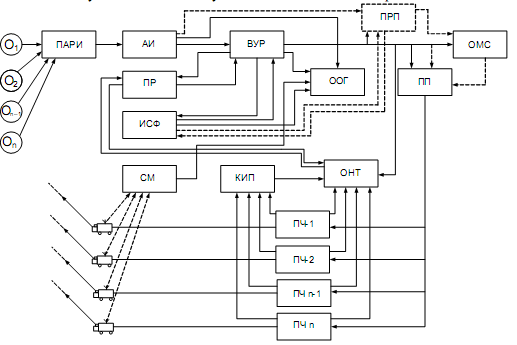 ПРП
О1
ПАРИ
АИ
ВУР
ОМС
О2
ПР
ООГ
ПП
Оn-1
ИСФ
Оn
СМ
КИП
ОНТ
ПЧ-1
ПЧ-2
ПЧ n-1
ПЧ n